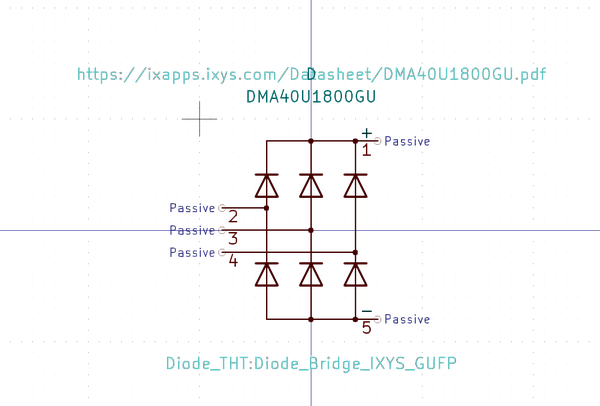 D
https://ixapps.ixys.com/Datasheet/DMA40U1800GU.pdf
DMA40U1800GU
+
1
Passive
Passive
2
Passive
3
Passive
4
−
5
Passive
Diode_THT:Diode_Bridge_IXYS_GUFP